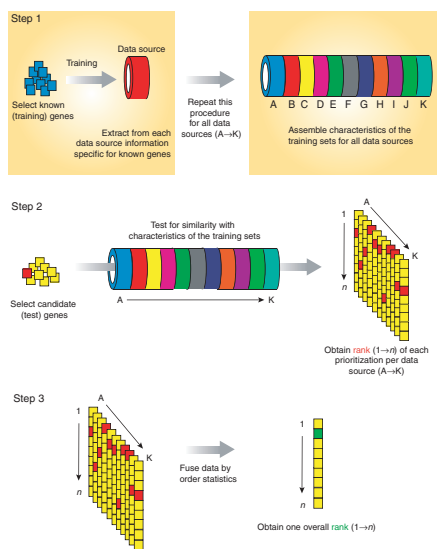 Step 1
Training
Data source
Select known
(training) genes
Extract from each
data source information
specific for known genes
Repeat this
procedure
for all data
sources (A→K)
A B C D E F G H I J K
Assemble characteristics of the
training sets for all data sources
Step 2
Test for similarity with
characteristics of the training sets
Select candidate
(test) genes
A
K
A
1
K
n
Obtain rank (1→n) of each
prioritization per data
source (A→K)
Step 3
A
1
K
n
Fuse data by
order statistics
1
n
Obtain one overall rank (1→n)